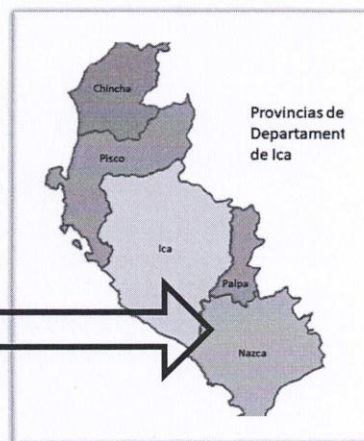 Chincha
Provincias de
Departament
de Ica
Pisco
Ica
Palpa
Nazca